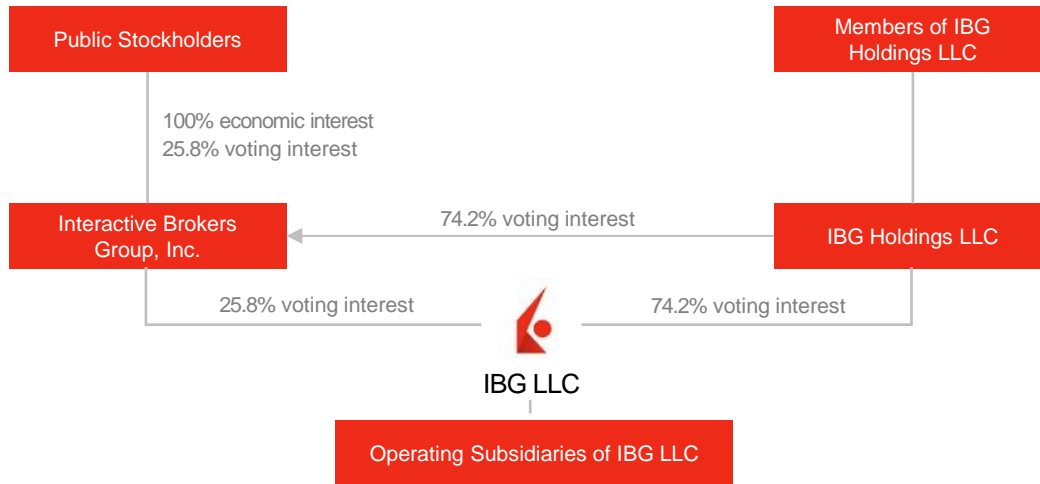 Public Stockholders
Members of IBG
Holdings LLC
100% economic interest
25.8% voting interest
Interactive Brokers
Group, Inc.
74.2% voting interest
IBG Holdings LLC
25.8% voting interest
74.2% voting interest
IBG LLC
Operating Subsidiaries of IBG LLC